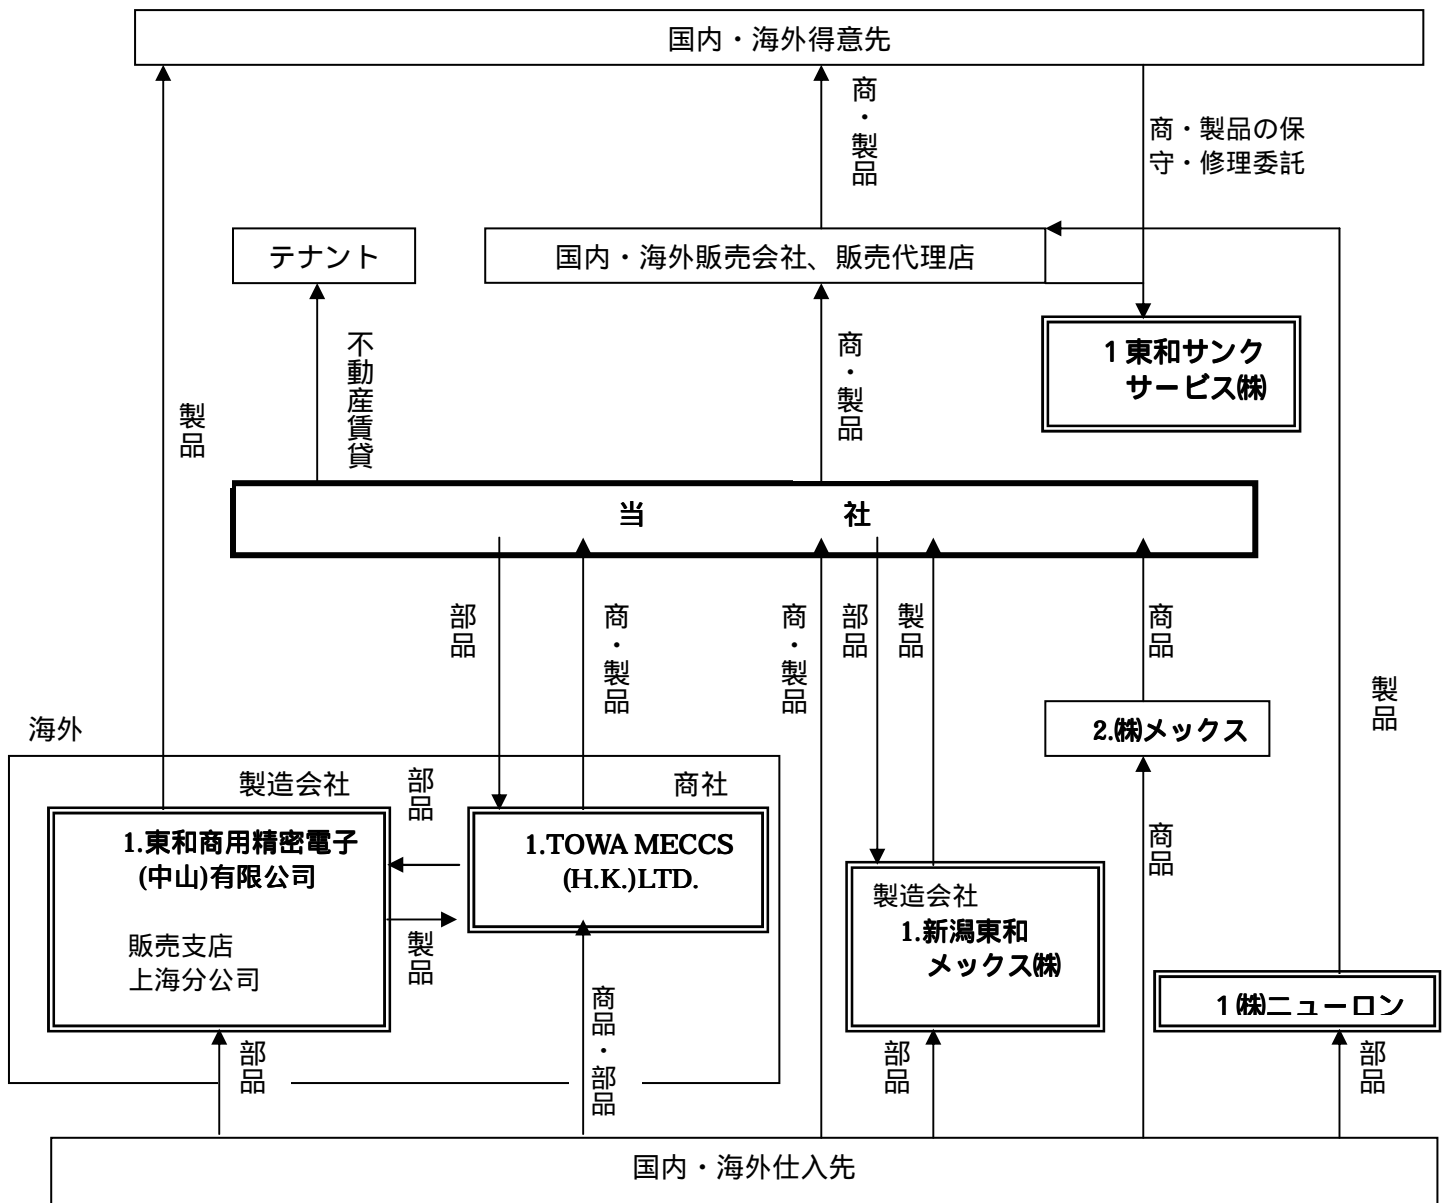 国内・海外得意先
商・製品
商・製品の保
守・修理委託
テナント
国内・海外販売会社、販売代理店
不動産賃貸
商・製品
1 東和サンク
サービス㈱
製品
当　　　社
部品
商・製品
商・製品
部品
製品
商品
製品
海外
2.㈱メックス
製造会社
部品
商社
1.東和商用精密電子
(中山)有限公司
販売支店
上海分公司
1.TOWA MECCS
(H.K.)LTD.
製品
商品
製造会社
1.新潟東和
メックス㈱
1 ㈱ニューロン
部品
商品・部品
部品
部品
国内・海外仕入先